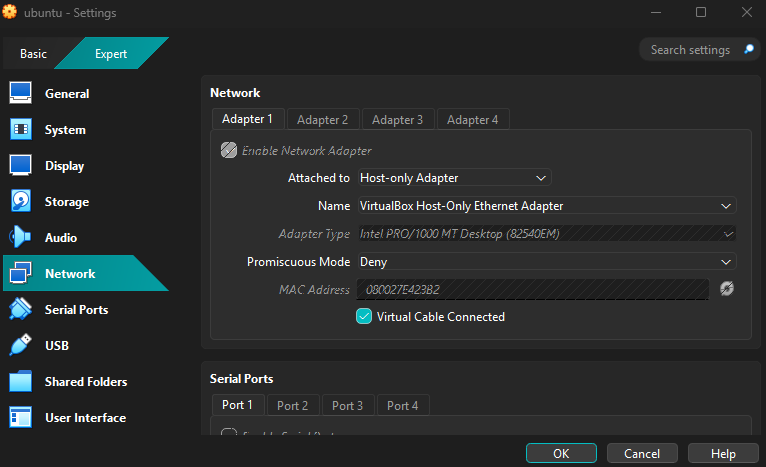 ubuntu - Settings
Basic
Expert
Search settings
General
System
Display
Storage
Audio
Network
Serial Ports
USB
Shared Folders
User Interface
Network
Adapter 1
Adapter 2
Adapter 3
Adapter 4
Enable Network Adapter
Attached to
Host-only Adapter
Name
VirtualBox Host-Only Ethernet Adapter
Adapter Type
Intel PRO/1000 MT Desktop (82540EM)
Promiscuous Mode
Deny
MAC Address
080027E423B2
Virtual Cable Connected
Serial Ports
Port 1
Port 2
Port 3
Port 4
OK
Cancel
Help